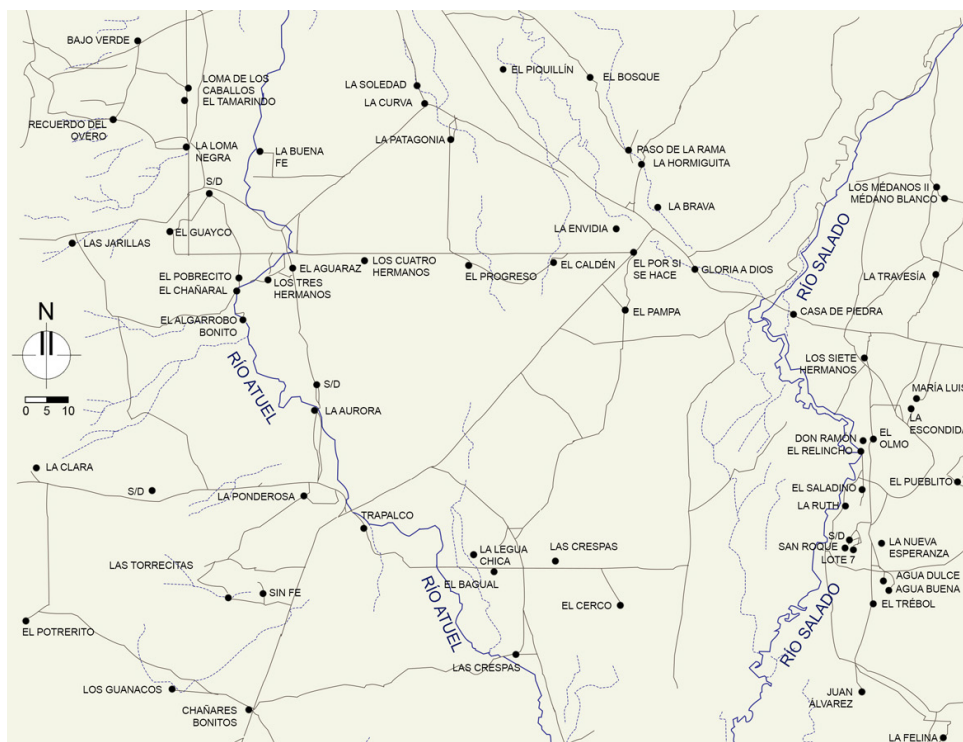 BAJO VERDE
EL PIQUILLÍN
EL BOSQUE
LOMA DE LOS
CABALLOS
EL TAMARINDO
LA SOLEDAD
LA CURVA
RECUERDO DEL
OVERO
LA LOMA
NEGRA
LA BUENA
FE
LA PATAGONIA
PASO DE LA RAMA
LA HORMIGUITA
S/D
LOS MÉDANOS II
MÉDANO BLANCO
LA BRAVA
LAS JARILLAS
EL GUAYCO
LA ENVIDIA
RÍO SALADO
EL POBRECITO
EL CHAÑARAL
LOS TRES
HERMANOS
EL AGUARAZ
LOS CUATRO
HERMANOS
EL PROGRESO
EL CALDÉN
EL POR SI
SE HACE
GLORIA A DIOS
LA TRAVESÍA
EL ALGARROBO
BONITO
EL PAMPA
CASA DE PIEDRA
N
0 5 10
RÍO ATUEL
LOS SIETE
HERMANOS
S/D
LA AURORA
MARÍA LUIS
LA
ESCONDIDA
DON RAMÓN
EL RELINCHO
EL
OLMO
LA CLARA
S/D
LA PONDEROSA
EL SALADINO
EL PUEBLITO
LA RUTH
TRAPALCO
S/D
SAN ROQUE
LOTE 7
LA NUEVA
ESPERANZA
LAS TORRECITAS
SIN FE
LA LEGUA
CHICA
EL BAGUAL
LAS CRESPAS
AGUA DULCE
AGUA BUENA
EL TRÉBOL
EL CERCO
RÍO ATUEL
RÍO SALADO
EL POTRERITO
LAS CRESPAS
LOS GUANACOS
CHAÑARES
BONITOS
JUAN
ÁLVAREZ
LA FELINA